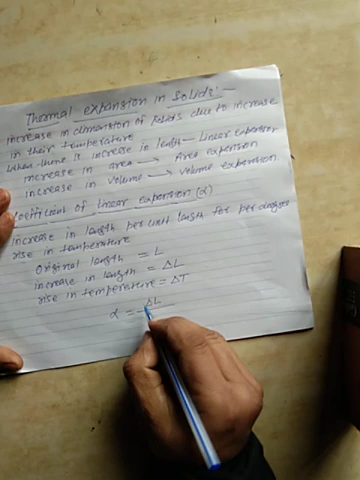 Thermal expansion in solids:-
increase in dimension of solids due to increase
in their temperature
When there is increase in length - Linear expansion
increase in area → Area expansion
increase in volume → volume expansion.
Coefficient of linear expansion (α)
increase in length per unit length for per degree
rise in temperature
Original length = L
increase in length = ΔL
rise in temperature = ΔT
α = ΔL